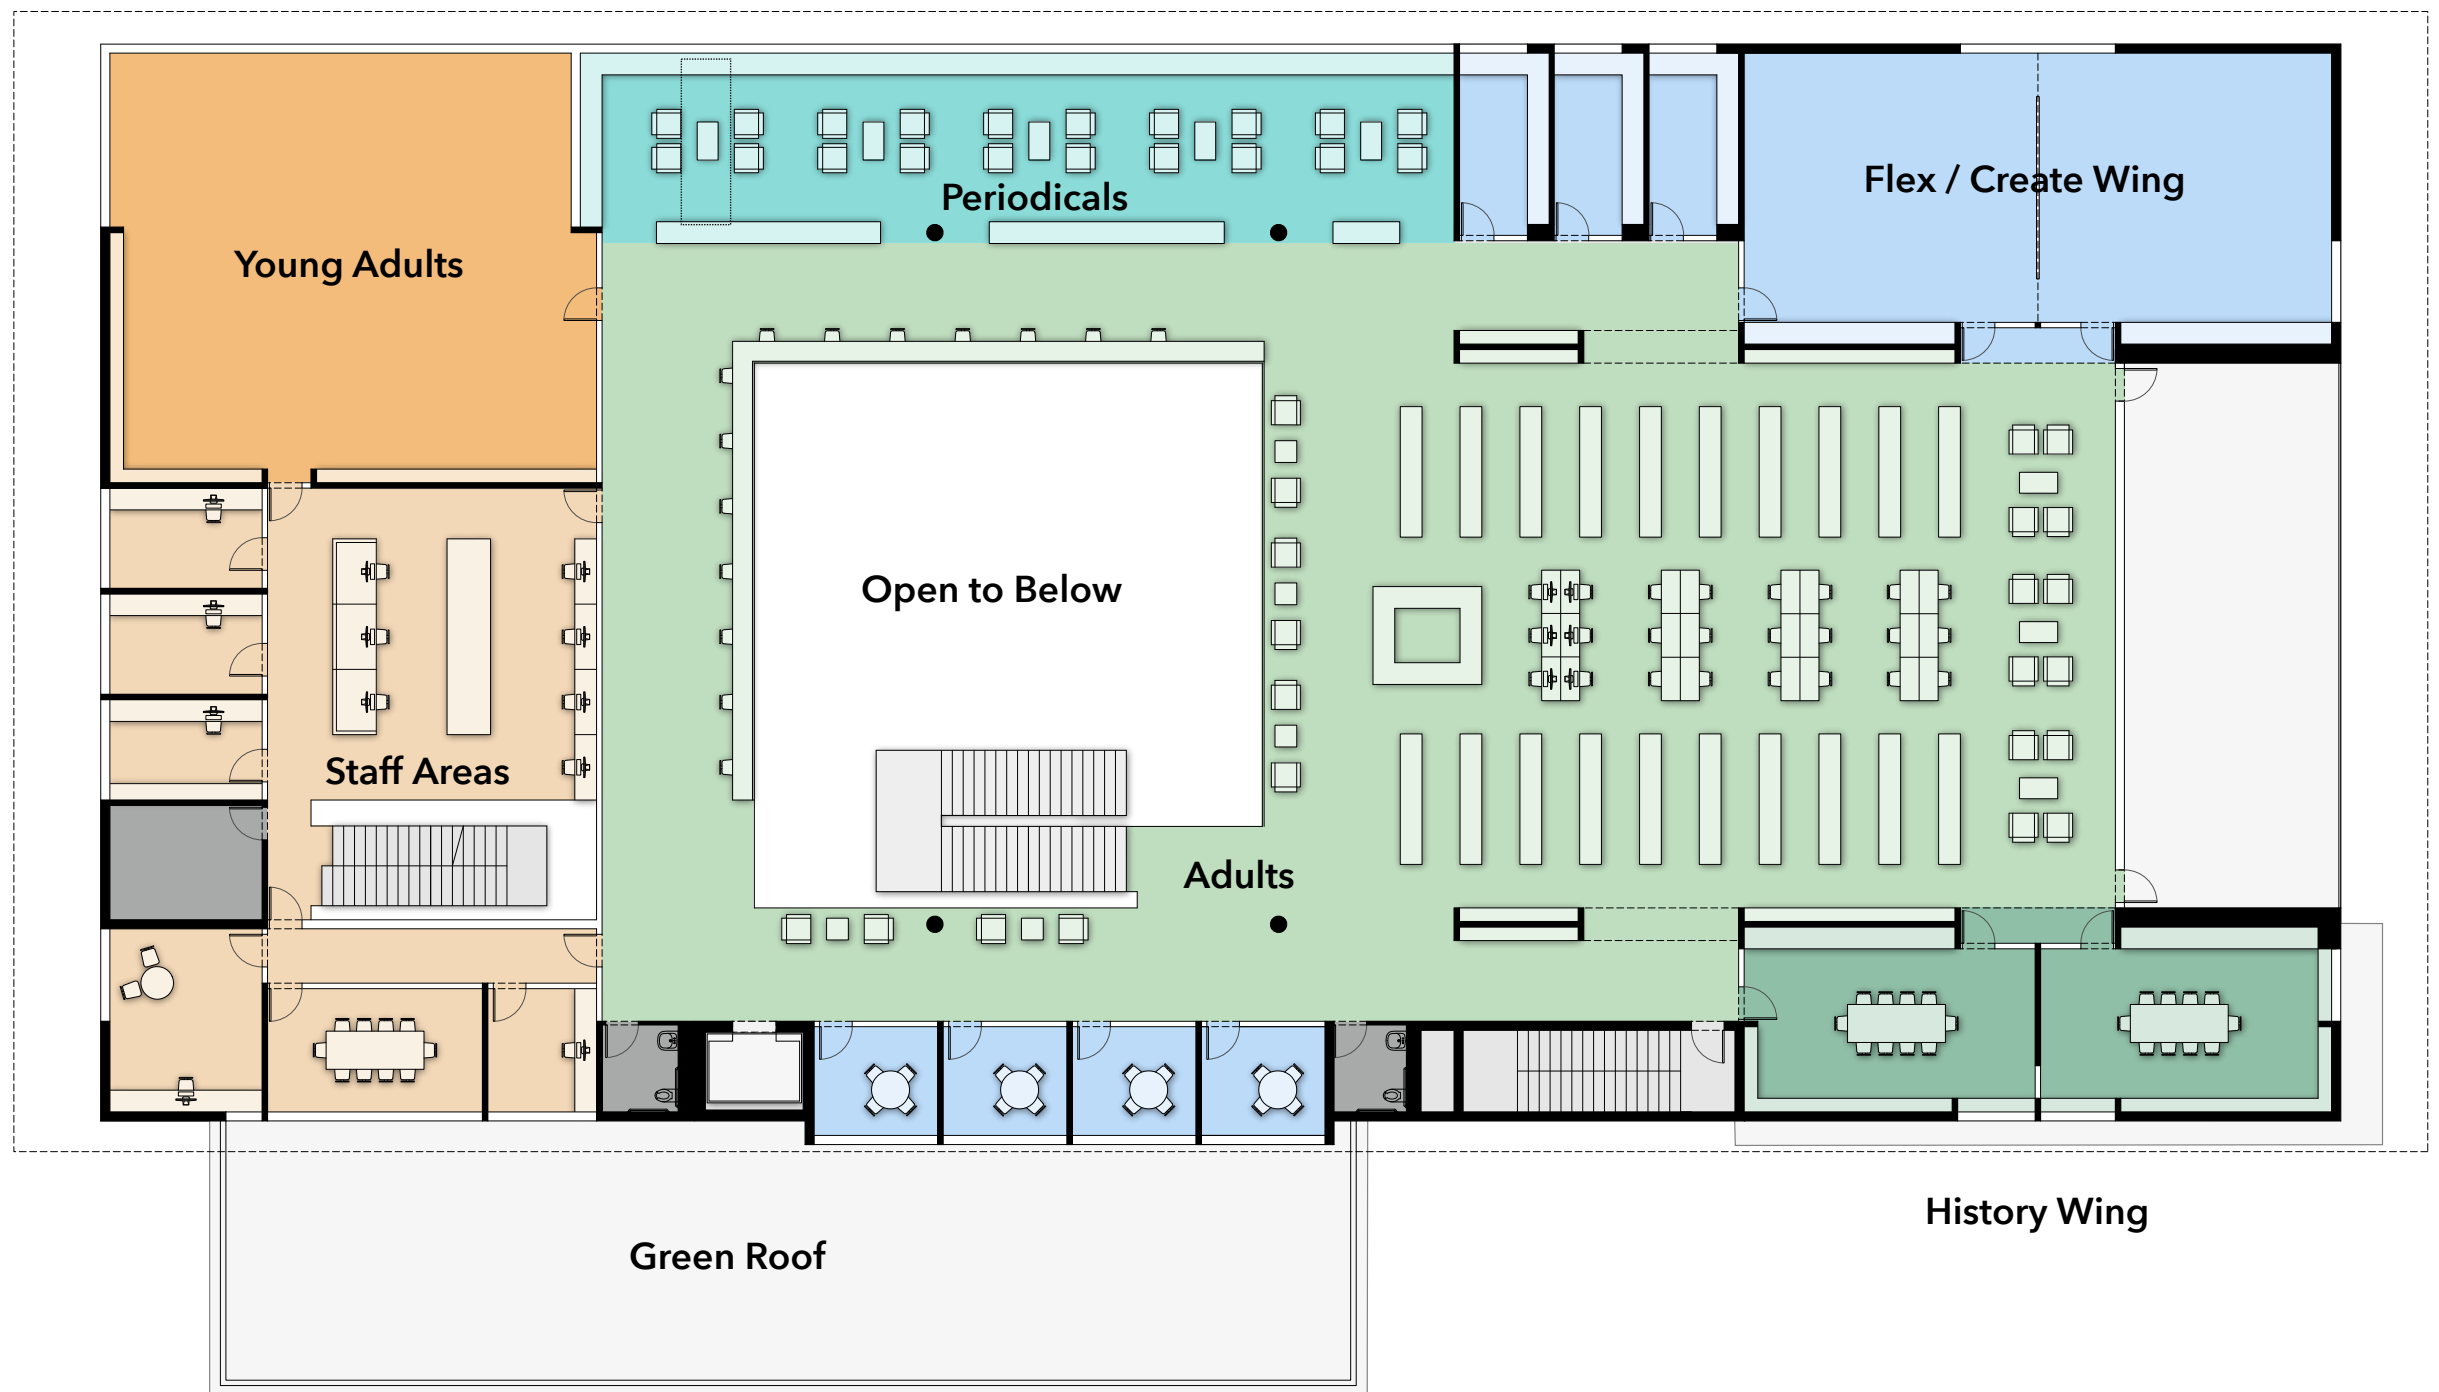 Flex / Create Wing
Periodicals
Young Adults
Open to Below
Staff Areas
Adults
History Wing
Green Roof